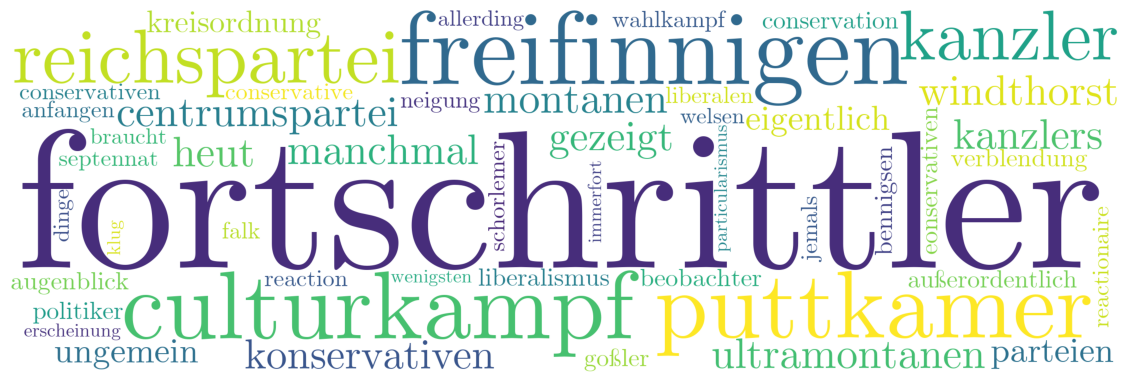 kreisordnung
allerding
wahlkampf
conservation
kanzler
reichspartei
freifinnigen
conservativen
conservative
neigung
montanen
liberalen
windthorst
anfangen
centrumspartei
welsen
eigentlich
braucht
septennat
heut
manchmal
gezeigt
particularismus
conservativen
kanzlers
verblendung
fortschrittler
dinge
klug
falk
schorlemer
immerfort
jemals
bennigsen
reactionaire
augenblick
reaction
wenigsten
liberalismus
beobachter
außerordentlich
politiker
culturkampf
puttkamer
erscheinung
ungemein
konservativen
goßler
ultramontanen
parteien